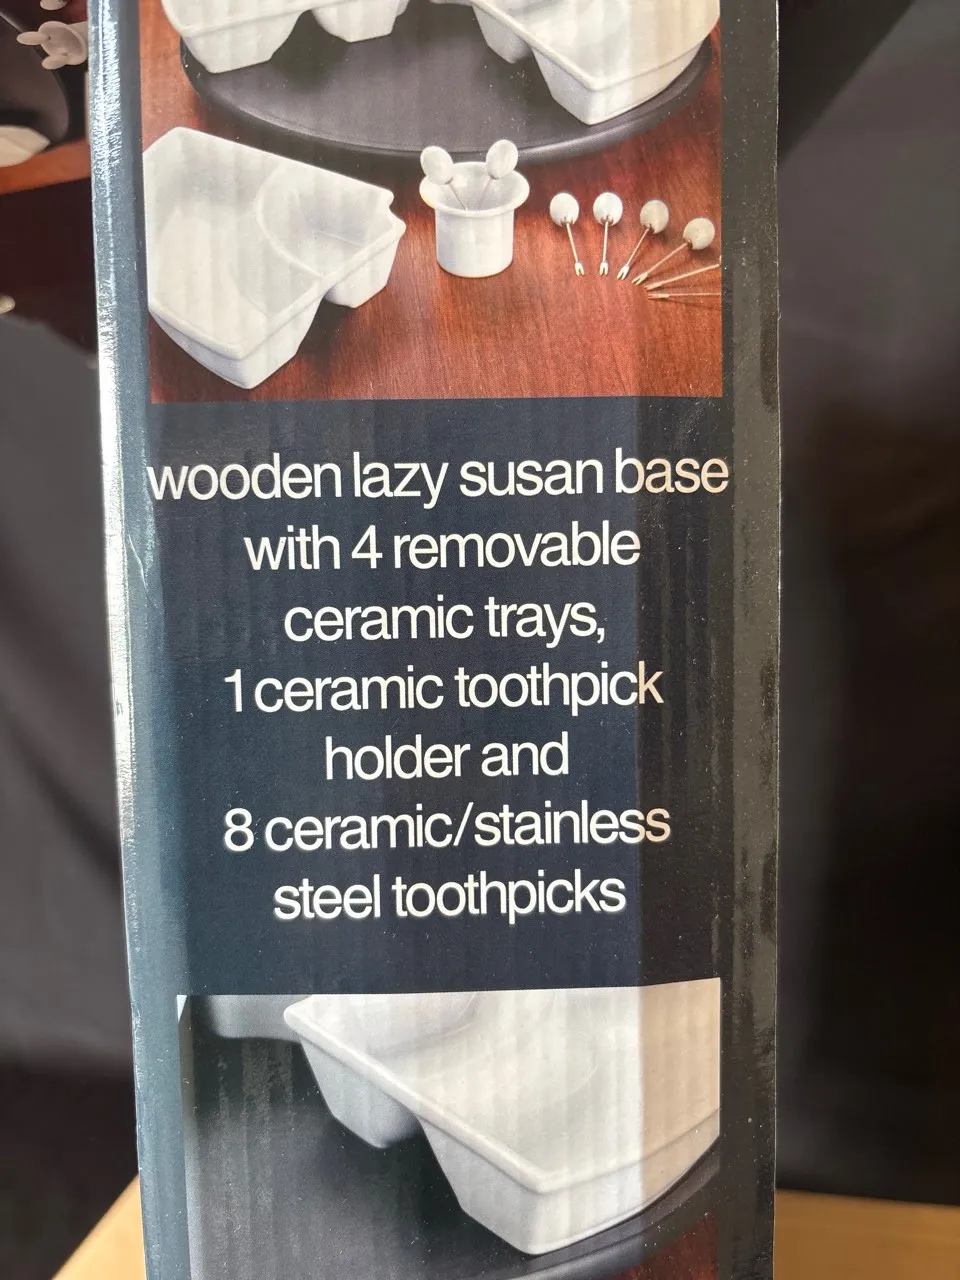 wooden lazy susan base
with 4 removable
ceramic trays,
1 ceramic toothpick
holder and
8 ceramic/stainless
steel toothpicks